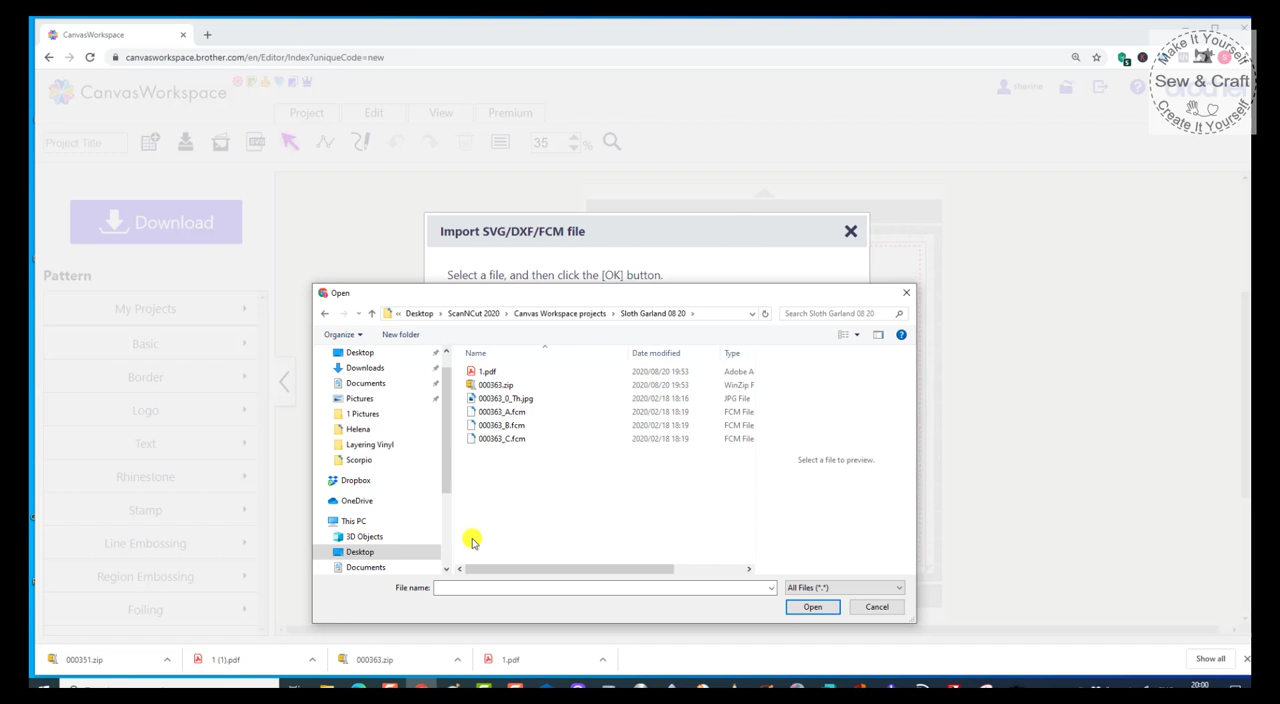 CanvasWorkspace
canvasworkspace.brother.com/en/Editor/Index?uniqueCode=new
Make It Yourself
Sew & Craft
Create It Yourself
CanvasWorkspace
sherine
Project Edit View Premium
Project Title
SVG
35 %
Download
Pattern
My Projects
Basic
Border
Logo
Text
Rhinestone
Stamp
Line Embossing
Region Embossing
Foiling
Import SVG/DXF/FCM file
Select a file, and then click the [OK] button.
Open
« Desktop > ScanNCut 2020 > Canvas Workspace projects > Sloth Garland 08 20 >
Search Sloth Garland 08 20
Organize New folder
Desktop
Downloads
Documents
Pictures
1 Pictures
Helena
Layering Vinyl
Scorpio
Dropbox
OneDrive
This PC
3D Objects
Desktop
Documents
Name Date modified Type
1.pdf 2020/08/20 19:53 Adobe A
000363.zip 2020/08/20 19:53 WinZip F
000363_0_Th.jpg 2020/02/18 18:16 JPG File
000363_A.fcm 2020/02/18 18:19 FCM File
000363_B.fcm 2020/02/18 18:19 FCM File
000363_C.fcm 2020/02/18 18:19 FCM File
Select a file to preview.
File name: All Files (*.*)
Open Cancel
000351.zip 1 (1).pdf 000363.zip 1.pdf Show all
20:00